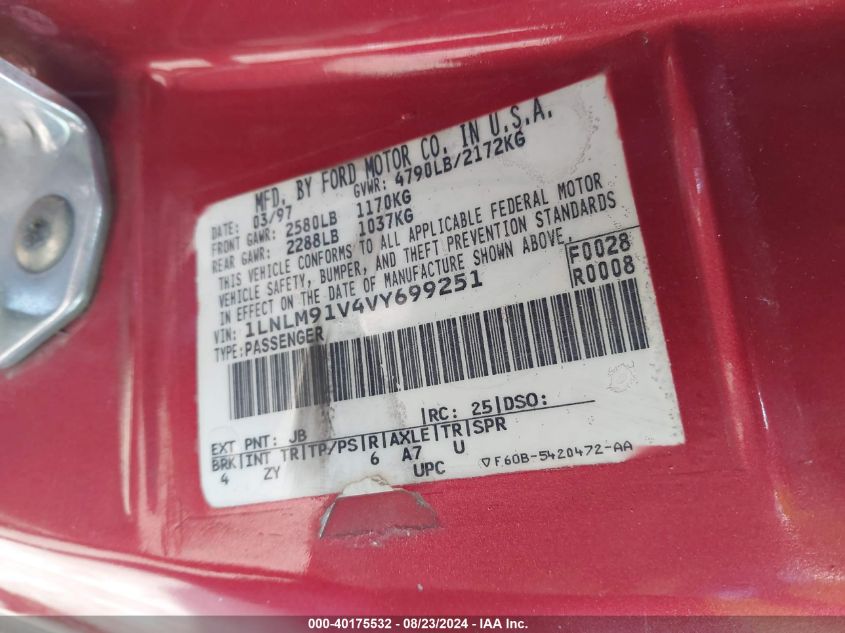 MFD. BY FORD MOTOR CO. IN U.S.A.
DATE: 03/97 GVWR: 4790LB/2172KG
FRONT GAWR: 2580LB 1170KG
REAR GAWR: 2288LB 1037KG
THIS VEHICLE CONFORMS TO ALL APPLICABLE FEDERAL MOTOR
VEHICLE SAFETY, BUMPER, AND THEFT PREVENTION STANDARDS
IN EFFECT ON THE DATE OF MANUFACTURE SHOWN ABOVE.
VIN: 1LNLM91V4VY699251 F0028
TYPE: PASSENGER R0008
EXT PNT: JB |RC: 25|DSO:
BRK|INT TR|TP/PS|R|AXLE|TR|SPR
4 ZY 6 A7 U
UPC ▽F60B-5420472-AA
000-40175532 - 08/23/2024 - IAA Inc.